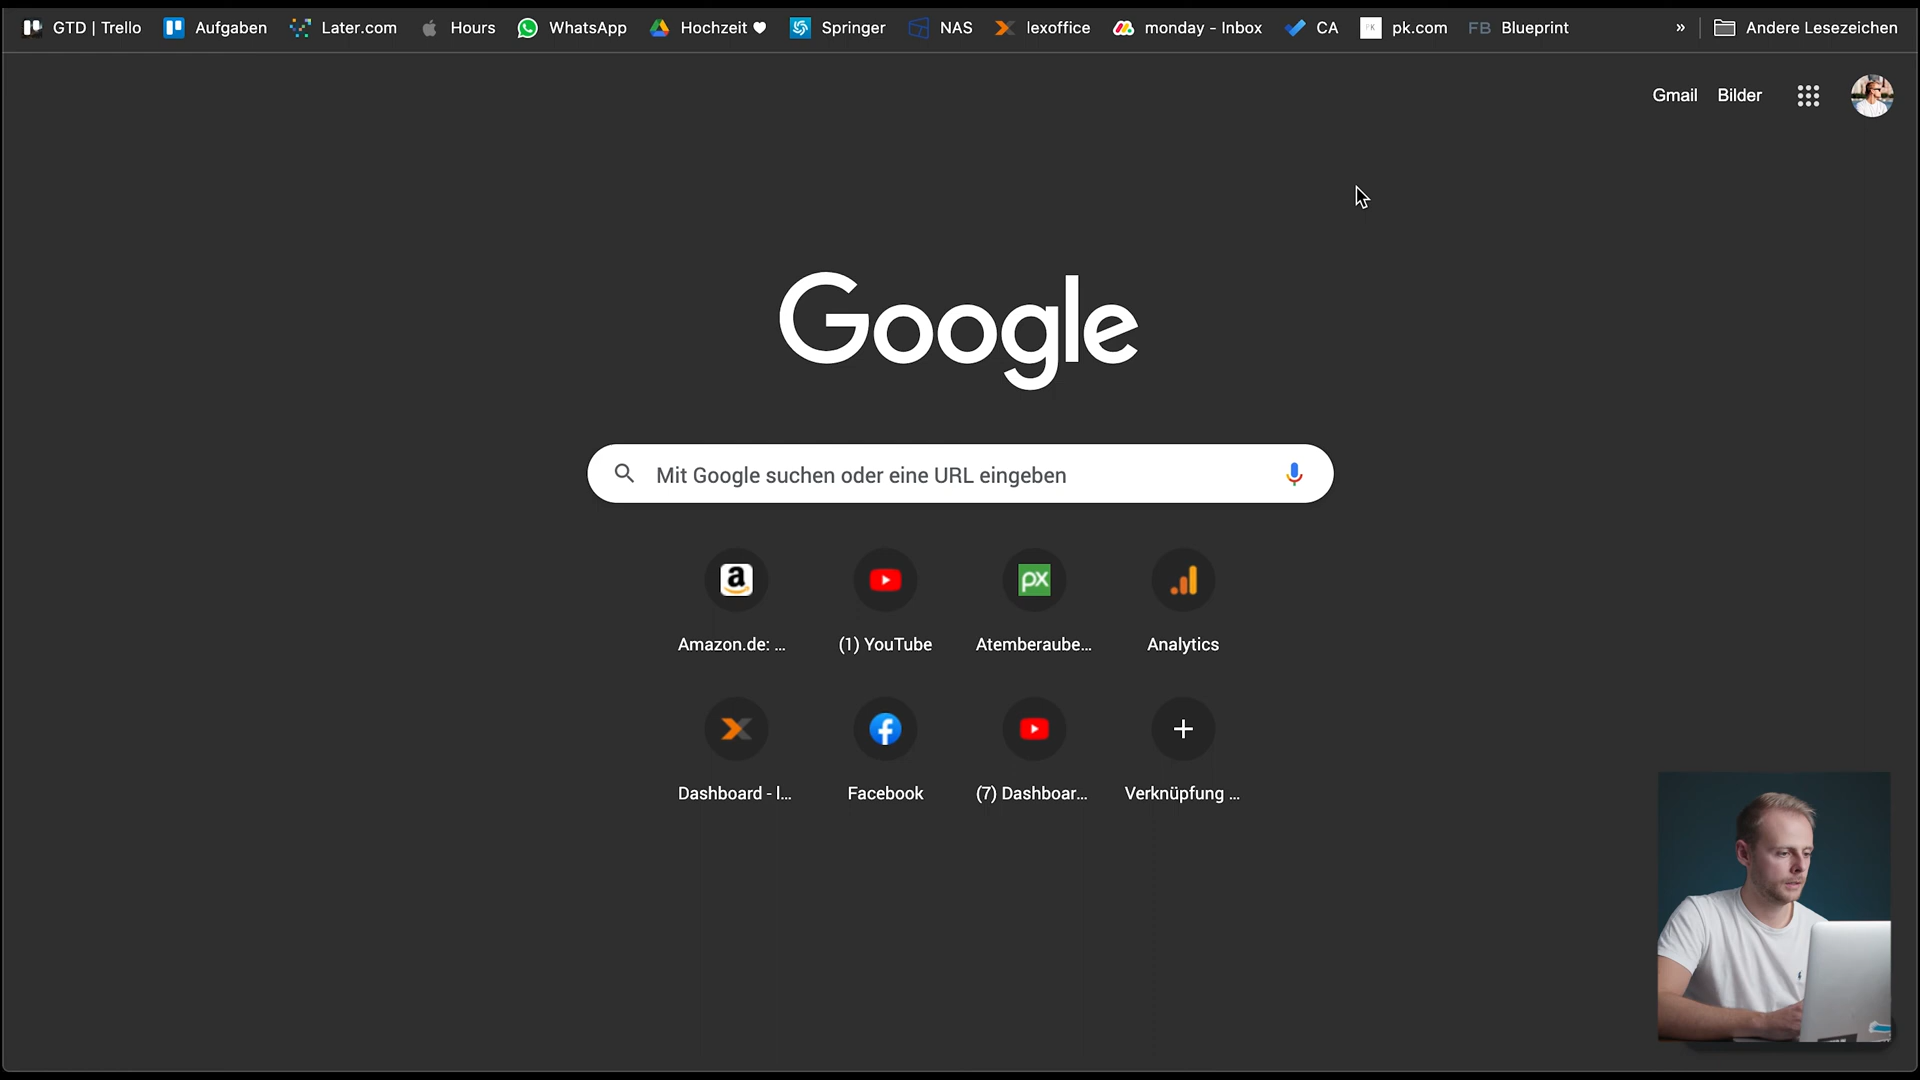 GTD | Trello Aufgaben Later.com Hours WhatsApp Hochzeit 🖤 Springer NAS lexoffice monday - Inbox CA PK pk.com FB Blueprint » Andere Lesezeichen
Gmail Bilder
Google
Mit Google suchen oder eine URL eingeben
a px
Amazon.de: ... (1) YouTube Atemberaube... Analytics
Dashboard - l... Facebook (7) Dashboar... Verknüpfung ...